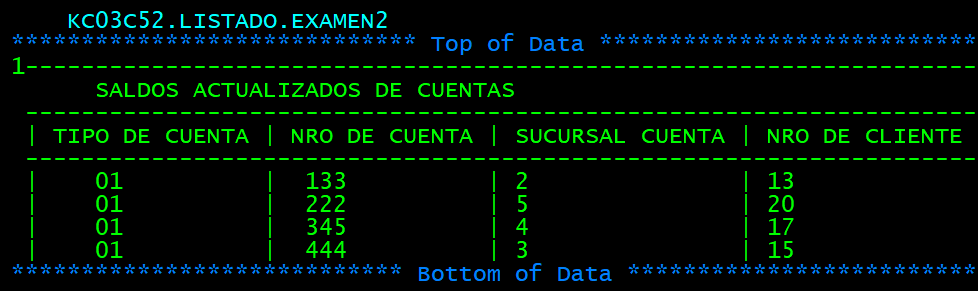 KC03C52.LISTADO.EXAMEN2
***************************** Top of Data ***************************
1--------------------------------------------------------------------
SALDOS ACTUALIZADOS DE CUENTAS
--------------------------------------------------------------------
| TIPO DE CUENTA | NRO DE CUENTA | SUCURSAL CUENTA | NRO DE CLIENTE
--------------------------------------------------------------------
| 01 | 133 | 2 | 13
| 01 | 222 | 5 | 20
| 01 | 345 | 4 | 17
| 01 | 444 | 3 | 15
**************************** Bottom of Data *************************